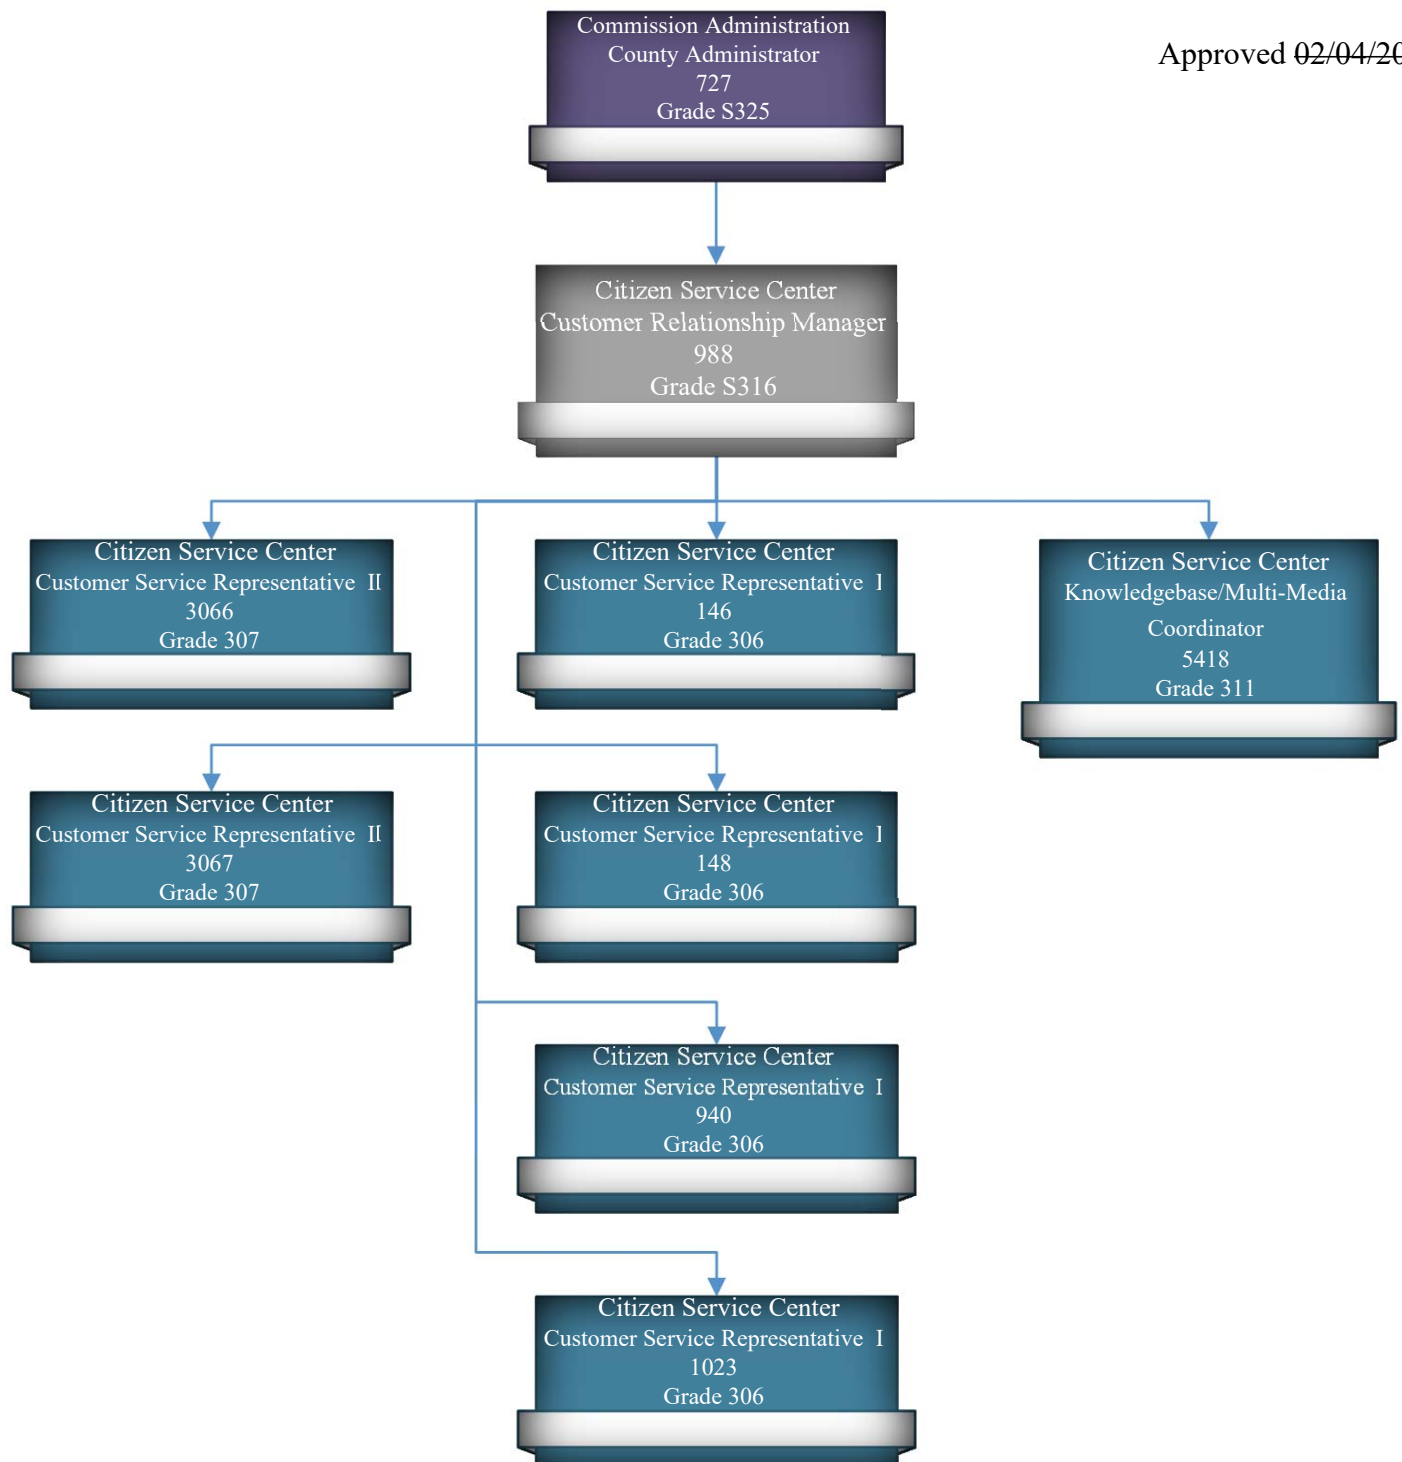 Commission Administration
County Administrator
727
Grade S325
Approved 02/04/20
Citizen Service Center
Customer Relationship Manager
988
Grade S316
Citizen Service Center
Customer Service Representative II
3066
Grade 307
Citizen Service Center
Customer Service Representative I
146
Grade 306
Citizen Service Center
Knowledgebase/Multi-Media
Coordinator
5418
Grade 311
Citizen Service Center
Customer Service Representative II
3067
Grade 307
Citizen Service Center
Customer Service Representative I
148
Grade 306
Citizen Service Center
Customer Service Representative I
940
Grade 306
Citizen Service Center
Customer Service Representative I
1023
Grade 306